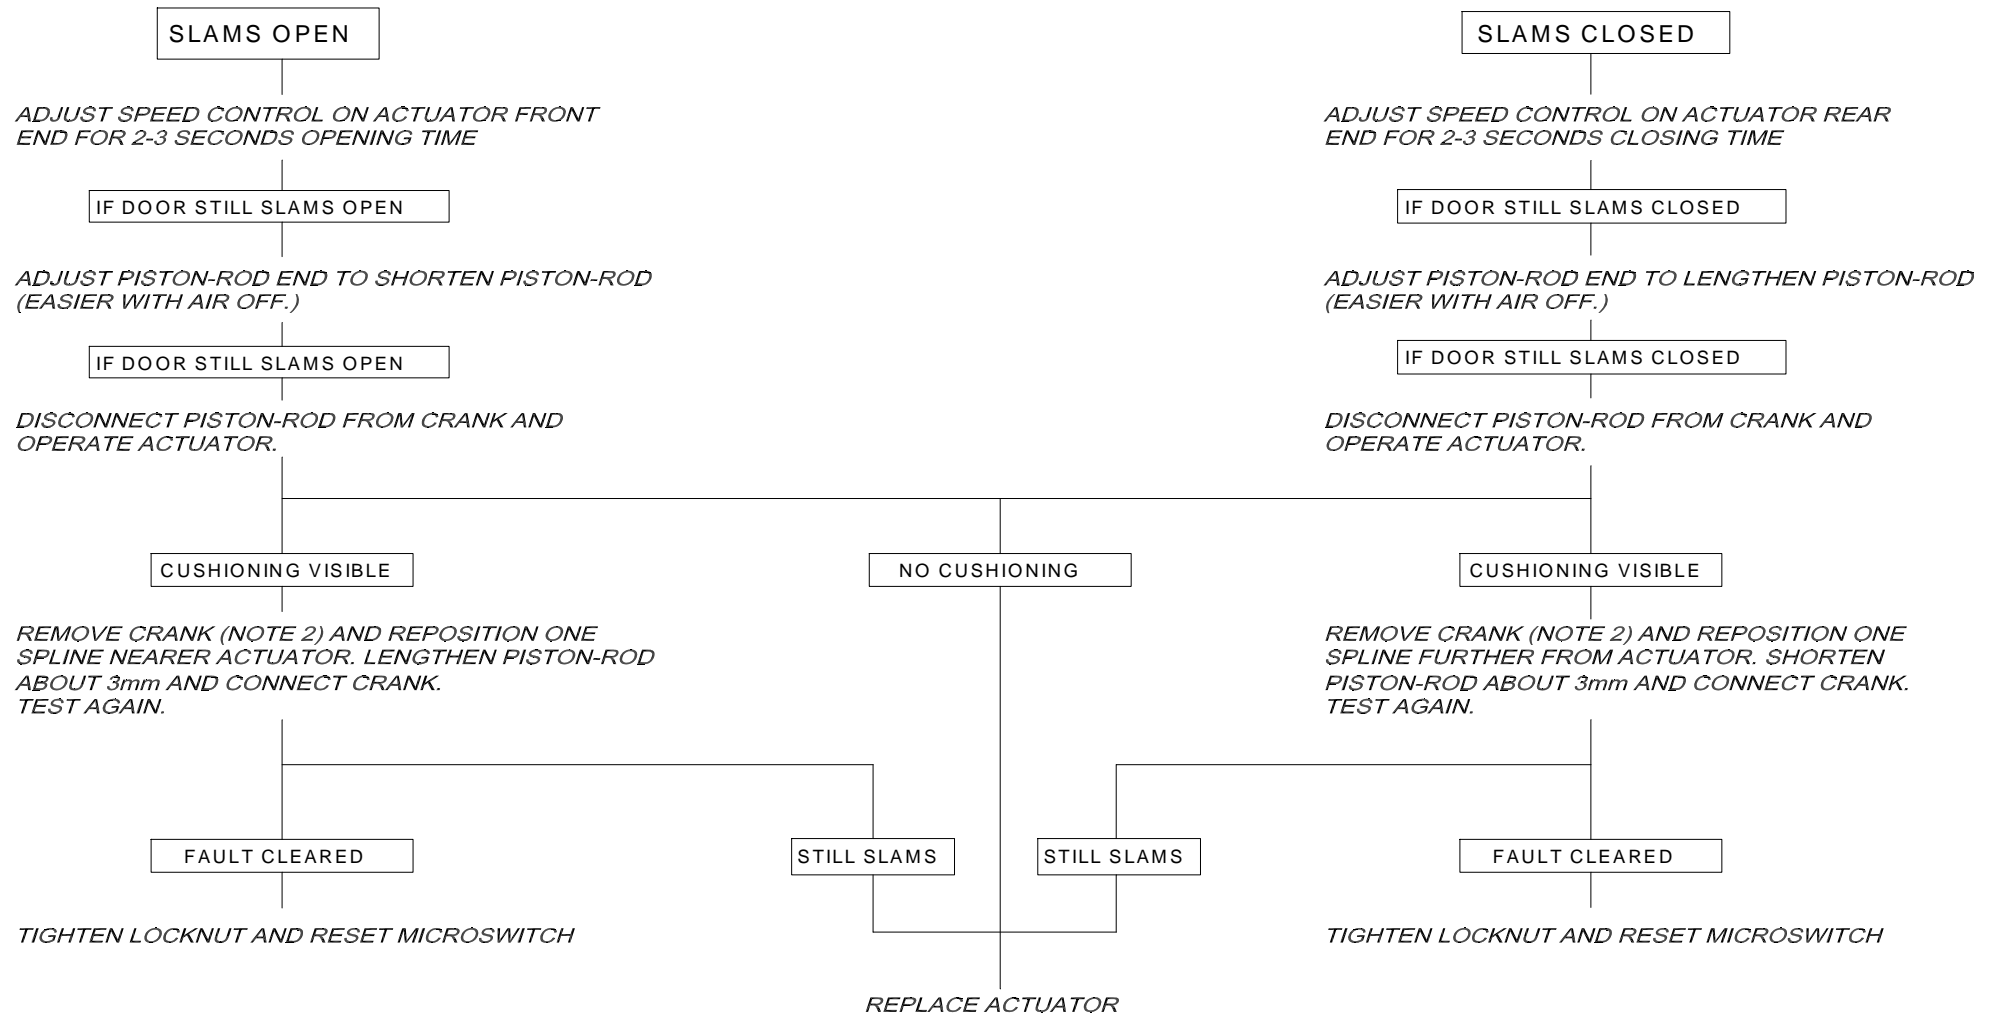 SLAMS OPEN
ADJUST SPEED CONTROL ON ACTUATOR FRONT
END FOR 2-3 SECONDS OPENING TIME
IF DOOR STILL SLAMS OPEN
ADJUST PISTON-ROD END TO SHORTEN PISTON-ROD
(EASIER WITH AIR OFF.)
IF DOOR STILL SLAMS OPEN
DISCONNECT PISTON-ROD FROM CRANK AND
OPERATE ACTUATOR.
CUSHIONING VISIBLE
REMOVE CRANK (NOTE 2) AND REPOSITION ONE
SPLINE NEARER ACTUATOR. LENGTHEN PISTON-ROD
ABOUT 3mm AND CONNECT CRANK.
TEST AGAIN.
FAULT CLEARED
TIGHTEN LOCKNUT AND RESET MICROSWITCH
NO CUSHIONING
STILL SLAMS
STILL SLAMS
REPLACE ACTUATOR
SLAMS CLOSED
ADJUST SPEED CONTROL ON ACTUATOR REAR
END FOR 2-3 SECONDS CLOSING TIME
IF DOOR STILL SLAMS CLOSED
ADJUST PISTON-ROD END TO LENGTHEN PISTON-ROD
(EASIER WITH AIR OFF.)
IF DOOR STILL SLAMS CLOSED
DISCONNECT PISTON-ROD FROM CRANK AND
OPERATE ACTUATOR.
CUSHIONING VISIBLE
REMOVE CRANK (NOTE 2) AND REPOSITION ONE
SPLINE FURTHER FROM ACTUATOR. SHORTEN
PISTON-ROD ABOUT 3mm AND CONNECT CRANK.
TEST AGAIN.
FAULT CLEARED
TIGHTEN LOCKNUT AND RESET MICROSWITCH